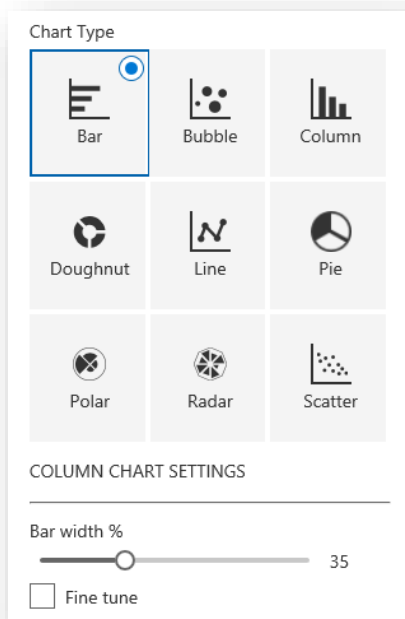 Chart Type
Bar
Bubble
Column
Doughnut
Line
Pie
Polar
Radar
Scatter
COLUMN CHART SETTINGS
Bar width %
35
Fine tune